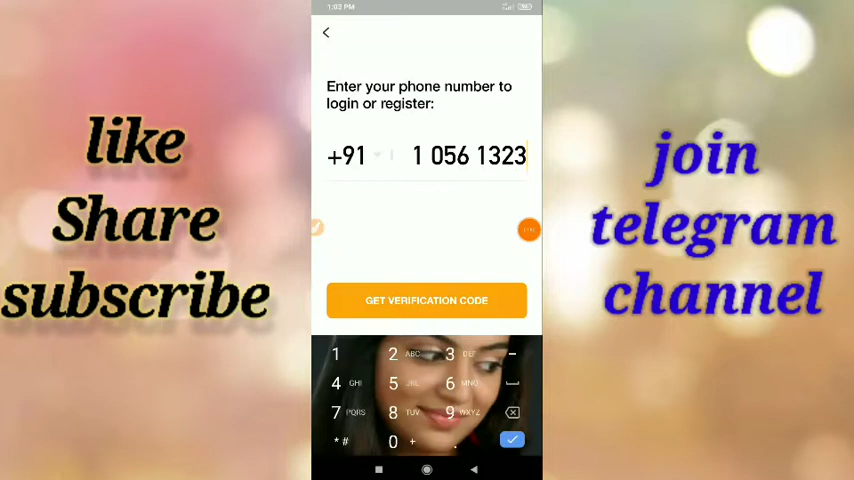 1:03 PM
like
Share
subscribe
Enter your phone number to
login or register:
+91 1 056 1323
GET VERIFICATION CODE
1 2 ABC 3 DEF -
4 GHI 5 JKL 6 MNO
7 PQRS 8 TUV 9 WXYZ
* # 0 + .
join
telegram
channel